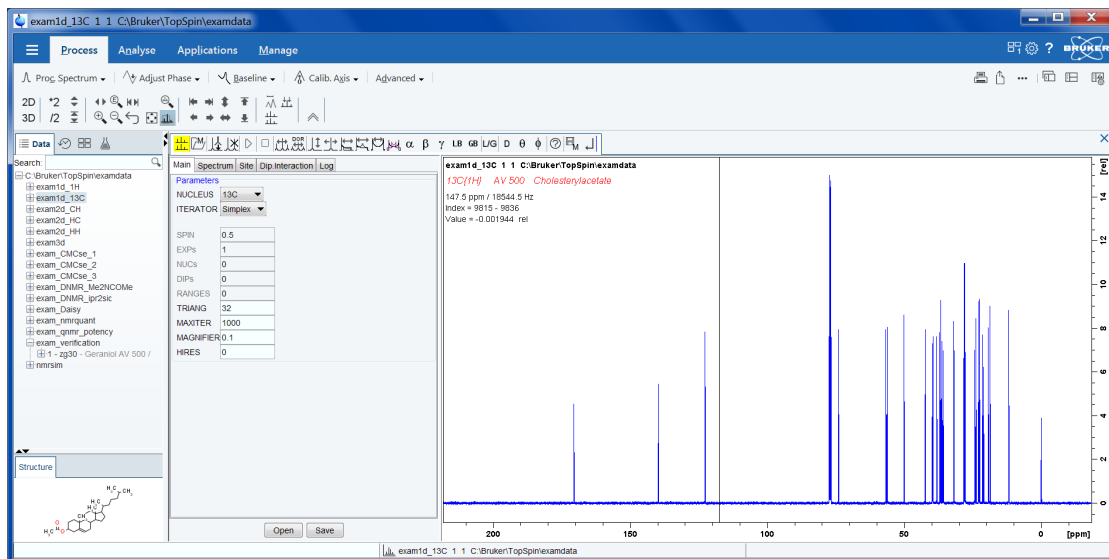 exam1d_13C 1 1 C:\Bruker\TopSpin\examdata
Process Analyse Applications Manage
? BRUKER
Proc. Spectrum Adjust Phase Baseline Calib. Axis Advanced
2D *2
3D /2
Data
α β γ LB GB L/G D θ ϕ
Search:
C:\Bruker\TopSpin\examdata
exam1d_1H
exam1d_13C
exam2d_CH
exam2d_HC
exam2d_HH
exam3d
exam_CMCse_1
exam_CMCse_2
exam_CMCse_3
exam_DNMR_Me2NCOMe
exam_DNMR_ipr2sic
exam_Daisy
exam_nmrquant
exam_qnmr_potency
exam_verification
1 - zg30 - Geraniol AV 500 /
nmrsim
Structure
Main Spectrum Site Dip.Interaction Log
Parameters
NUCLEUS 13C
ITERATOR Simplex
SPIN 0.5
EXPs 1
NUCs 0
DIPs 0
RANGES 0
TRIANG 32
MAXITER 1000
MAGNIFIER 0.1
HIRES 0
Open Save
exam1d_13C 1 1 C:\Bruker\TopSpin\examdata
13C{1H} AV 500 Cholesterylacetate
147.5 ppm / 18544.5 Hz
Index = 9815 - 9836
Value = -0.001944 rel
[rel]
14
12
10
8
6
4
2
0
200 150 100 50 0 [ppm]
exam1d_13C 1 1 C:\Bruker\TopSpin\examdata